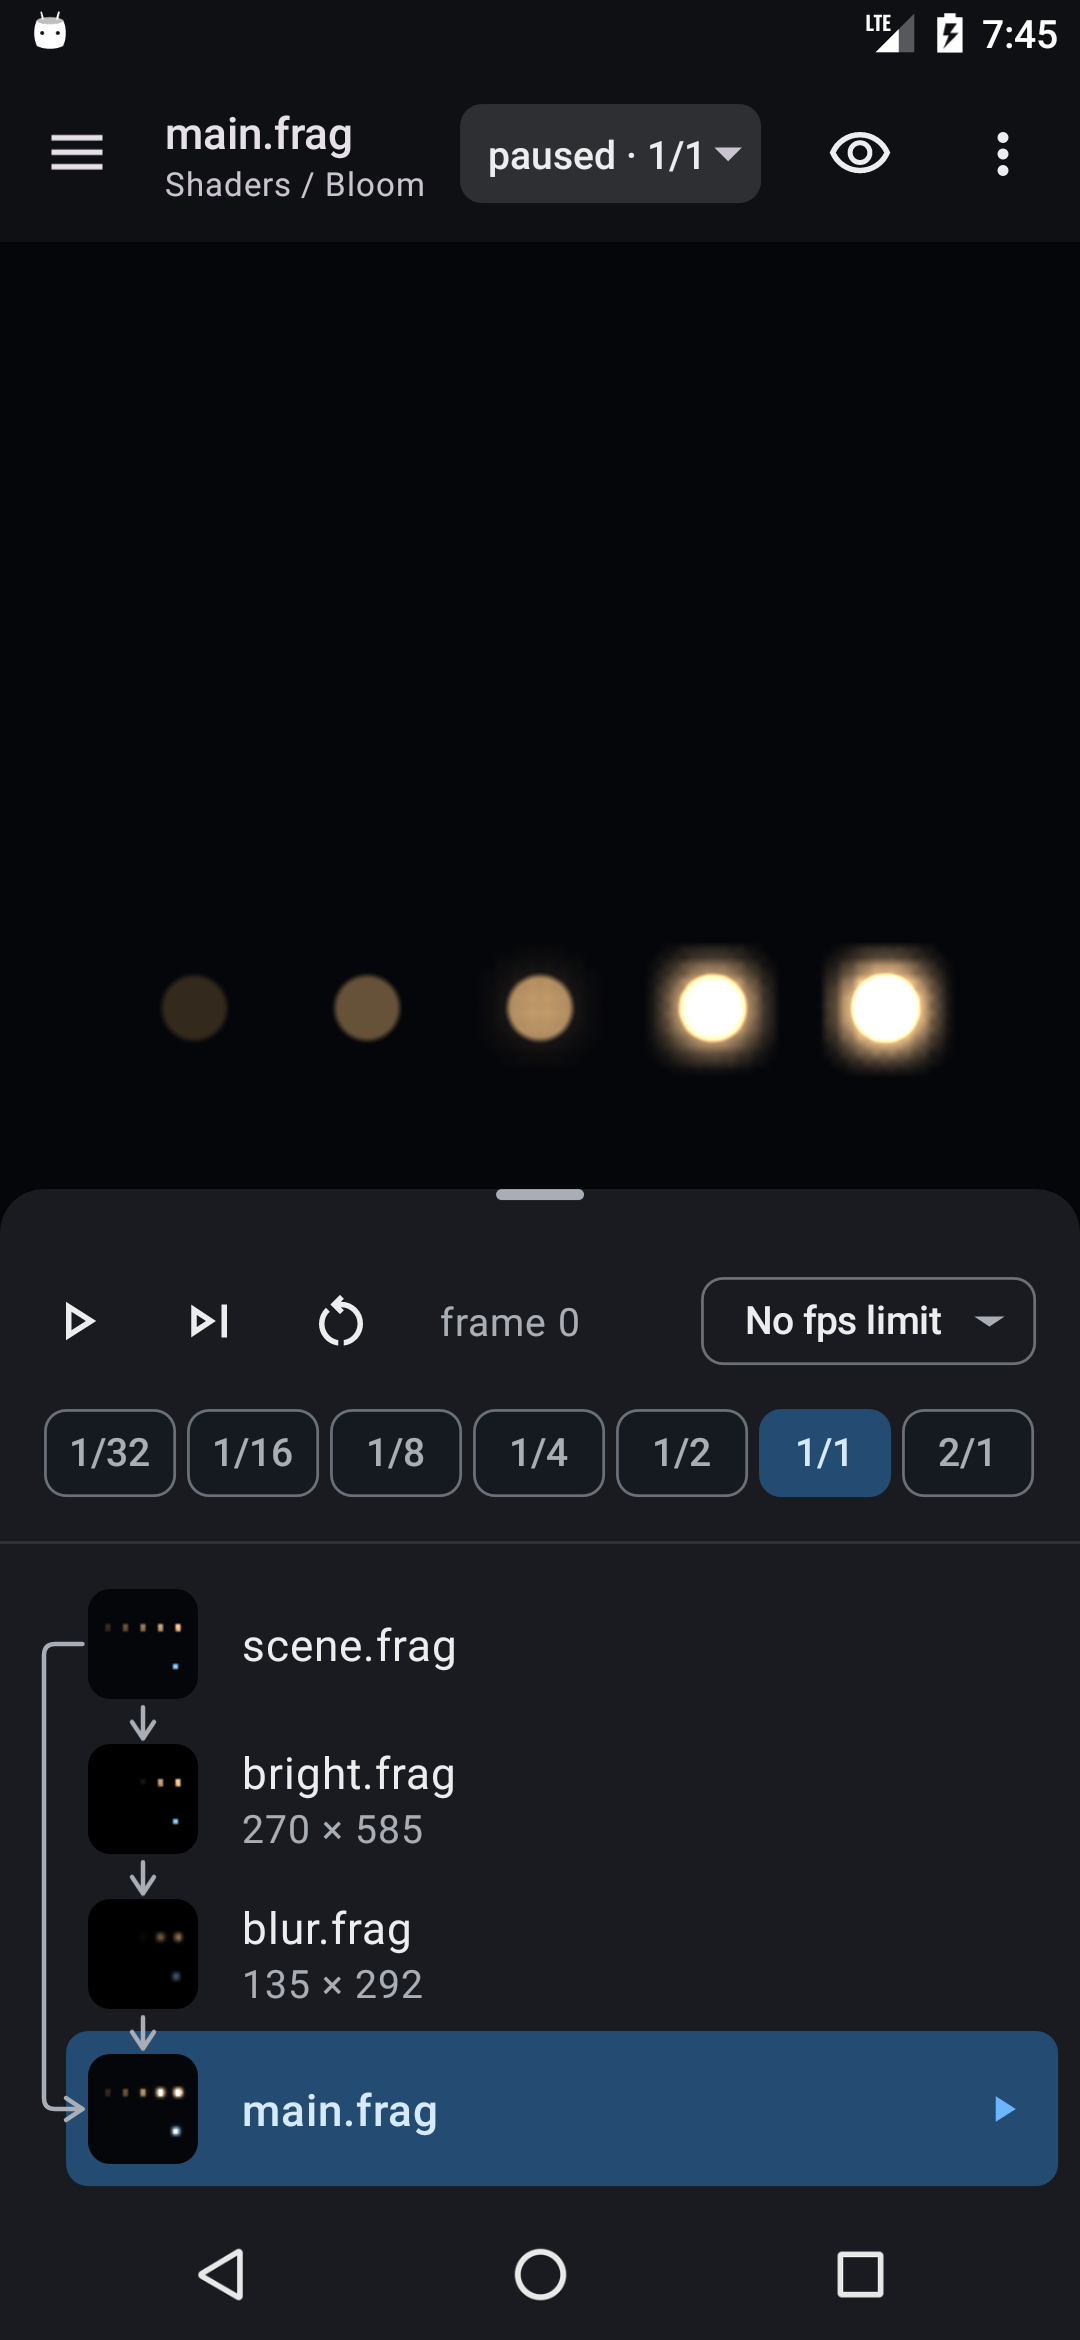 LTE 7:45
main.frag
Shaders / Bloom
paused · 1/1
frame 0
No fps limit
1/32 1/16 1/8 1/4 1/2 1/1 2/1
scene.frag
bright.frag
270 × 585
blur.frag
135 × 292
main.frag